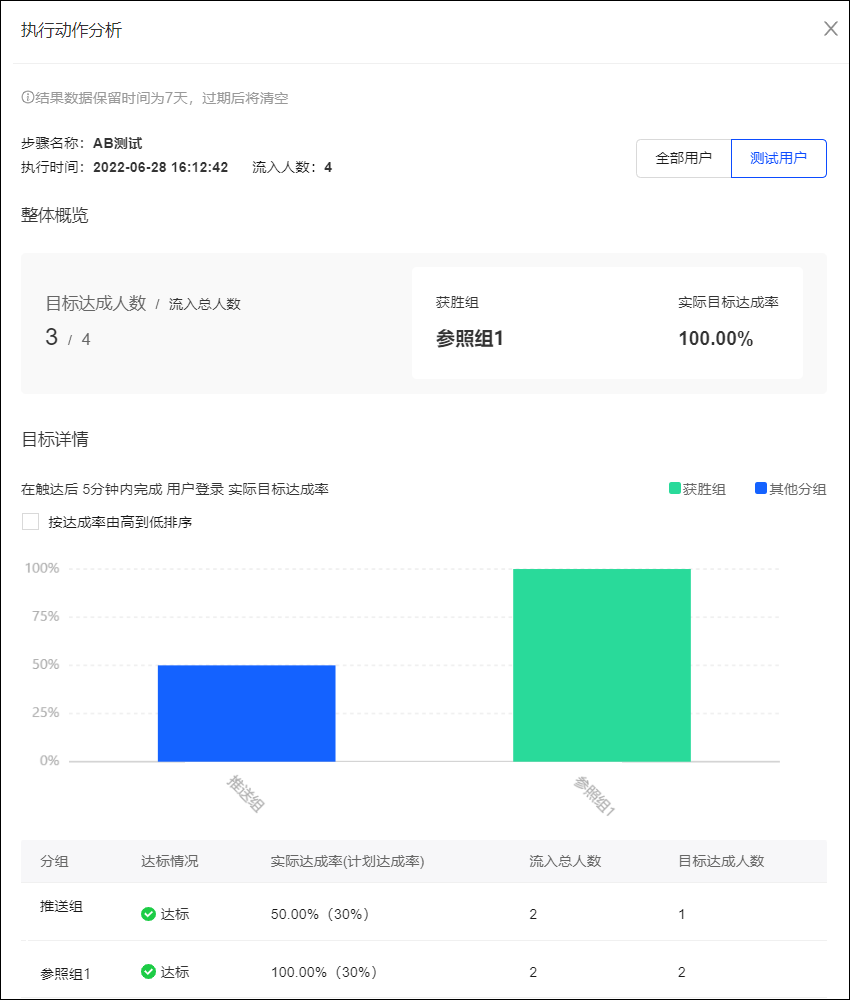 执行动作分析
结果数据保留时间为7天，过期后将清空
步骤名称：AB测试
执行时间：2022-06-28 16:12:42 流入人数：4
全部用户 测试用户
整体概览
目标达成人数 / 流入总人数
3 / 4
获胜组 实际目标达成率
参照组1 100.00%
目标详情
在触达后 5分钟内完成 用户登录 实际目标达成率
获胜组 其他分组
按达成率由高到低排序
100%
75%
50%
25%
0%
推送组 参照组1
分组 达标情况 实际达成率(计划达成率) 流入总人数 目标达成人数
推送组 达标 50.00%（30%） 2 1
参照组1 达标 100.00%（30%） 2 2